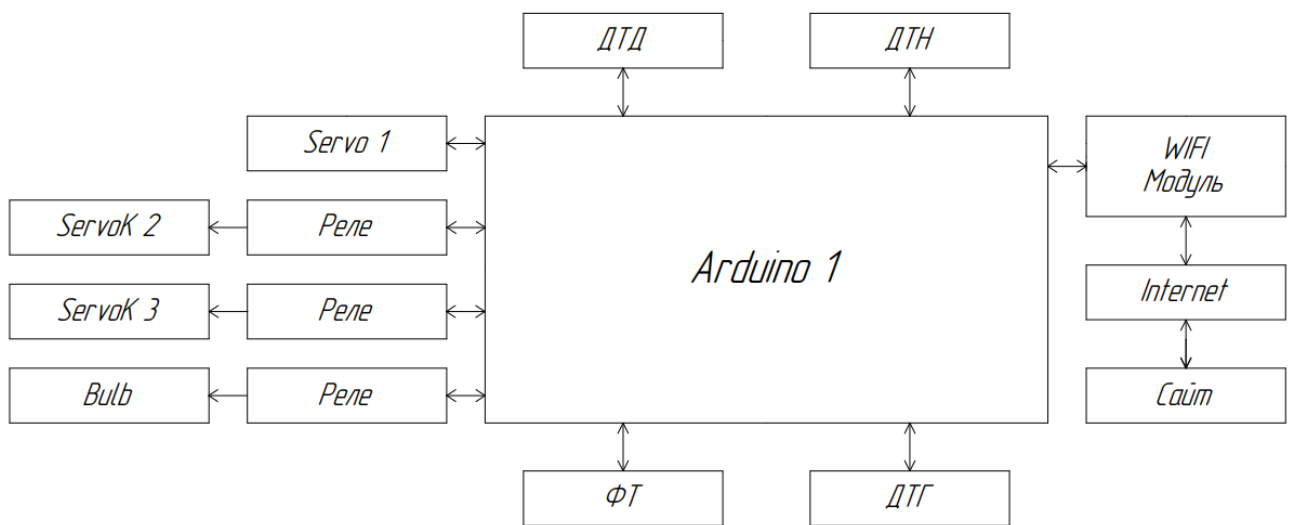 ДТД
ДТН
Servo 1
WIFI
Модуль
ServoK 2
Реле
Arduino 1
Internet
ServoK 3
Реле
Bulb
Реле
Сайт
ФТ
ДТГ